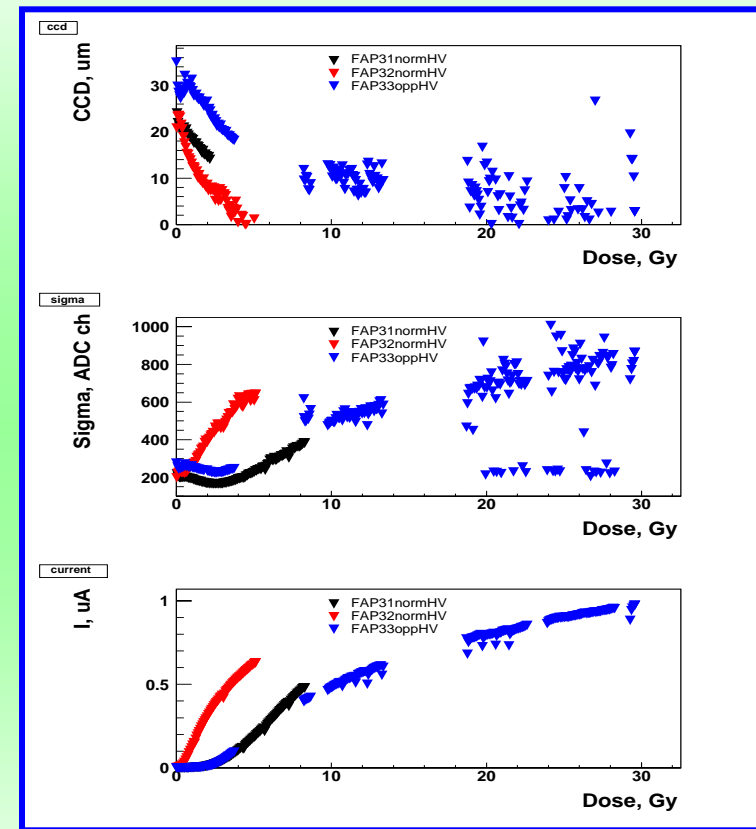 ccd
CCD, um
FAP31normHV
FAP32normHV
FAP33oppHV
30
20
10
0
0 10 20 30
Dose, Gy
sigma
Sigma, ADC ch
FAP31normHV
FAP32normHV
FAP33oppHV
1000
800
600
400
200
0 10 20 30
Dose, Gy
current
I, uA
FAP31normHV
FAP32normHV
FAP33oppHV
1
0.5
0
0 10 20 30
Dose, Gy